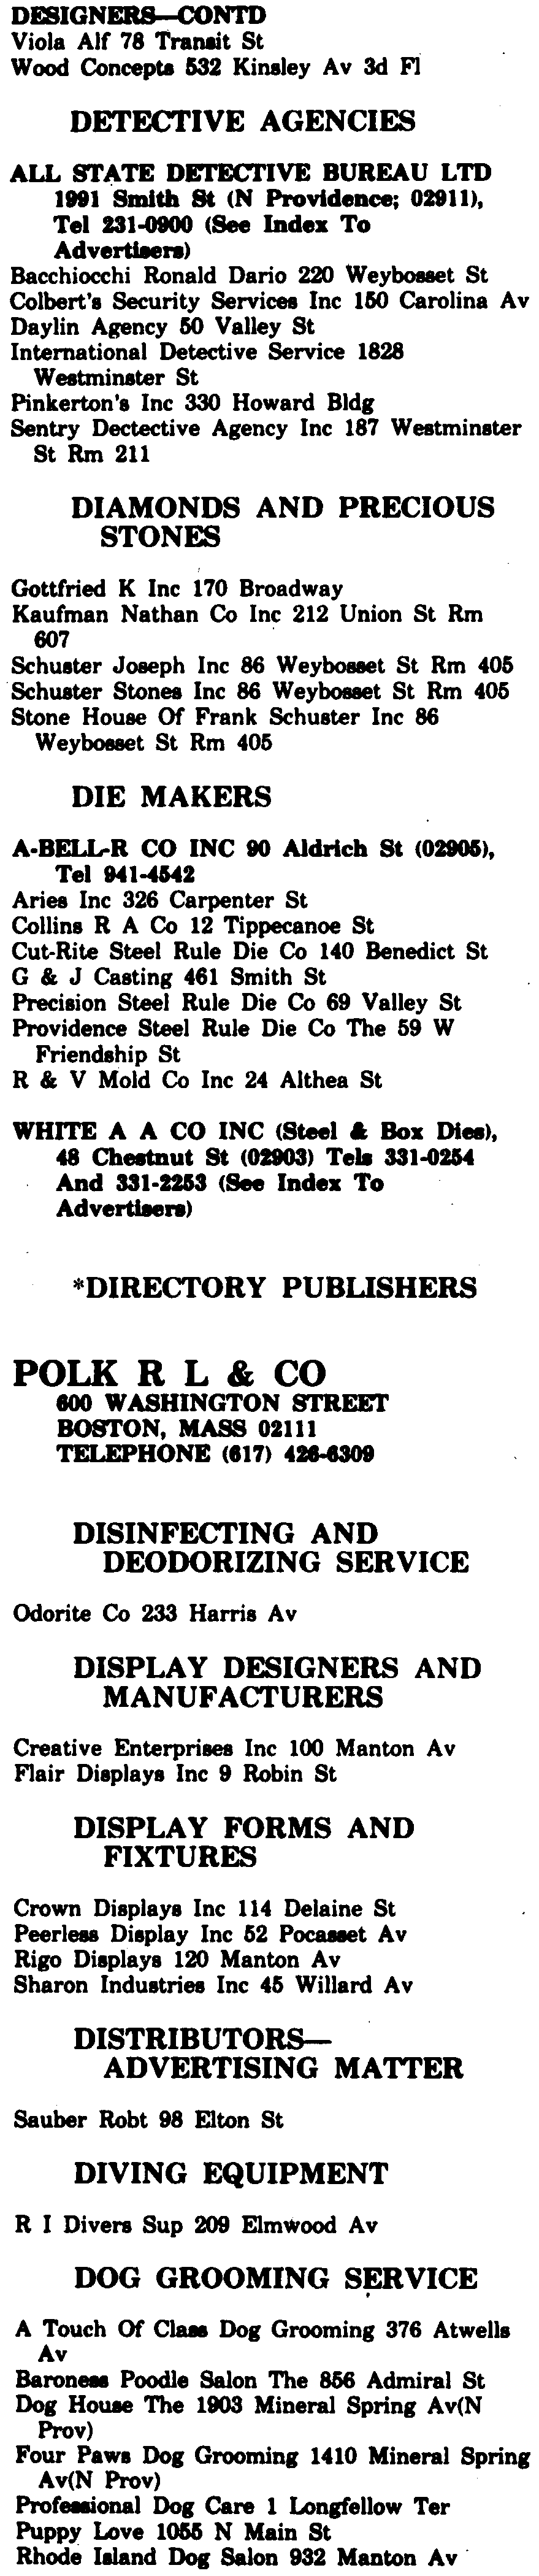 DESIGNERS—CONTD
Viola Alf 78 Transit St
Wood Concepts 532 Kinsley Av 3d Fl
DETECTIVE AGENCIES
ALL STATE DETECTIVE BUREAU LTD
1991 Smith St (N Providence; 02911),
Tel 231-0900 (See Index To
Advertisers)
Bacchiocchi Ronald Dario 220 Weybosset St
Colbert's Security Services Inc 150 Carolina Av
Daylin Agency 50 Valley St
International Detective Service 1828
Westminster St
Pinkerton's Inc 330 Howard Bldg
Sentry Dectective Agency Inc 187 Westminster
St Rm 211
DIAMONDS AND PRECIOUS
STONES
Gottfried K Inc 170 Broadway
Kaufman Nathan Co Inc 212 Union St Rm
607
Schuster Joseph Inc 86 Weybosset St Rm 405
Schuster Stones Inc 86 Weybosset St Rm 405
Stone House Of Frank Schuster Inc 86
Weybosset St Rm 405
DIE MAKERS
A-BELL-R CO INC 90 Aldrich St (02905),
Tel 941-4542
Aries Inc 326 Carpenter St
Collins R A Co 12 Tippecanoe St
Cut-Rite Steel Rule Die Co 140 Benedict St
G & J Casting 461 Smith St
Precision Steel Rule Die Co 69 Valley St
Providence Steel Rule Die Co The 59 W
Friendship St
R & V Mold Co Inc 24 Althea St
WHITE A A CO INC (Steel & Box Dies),
48 Chestnut St (02903) Tels 331-0254
And 331-2253 (See Index To
Advertisers)
*DIRECTORY PUBLISHERS
POLK R L & CO
600 WASHINGTON STREET
BOSTON, MASS 02111
TELEPHONE (617) 426-6309
DISINFECTING AND
DEODORIZING SERVICE
Odorite Co 233 Harris Av
DISPLAY DESIGNERS AND
MANUFACTURERS
Creative Enterprises Inc 100 Manton Av
Flair Displays Inc 9 Robin St
DISPLAY FORMS AND
FIXTURES
Crown Displays Inc 114 Delaine St
Peerless Display Inc 52 Pocasset Av
Rigo Displays 120 Manton Av
Sharon Industries Inc 45 Willard Av
DISTRIBUTORS—
ADVERTISING MATTER
Sauber Robt 98 Elton St
DIVING EQUIPMENT
R I Divers Sup 209 Elmwood Av
DOG GROOMING SERVICE
A Touch Of Class Dog Grooming 376 Atwells
Av
Baroness Poodle Salon The 856 Admiral St
Dog House The 1903 Mineral Spring Av(N
Prov)
Four Paws Dog Grooming 1410 Mineral Spring
Av(N Prov)
Professional Dog Care 1 Longfellow Ter
Puppy Love 1055 N Main St
Rhode Island Dog Salon 932 Manton Av